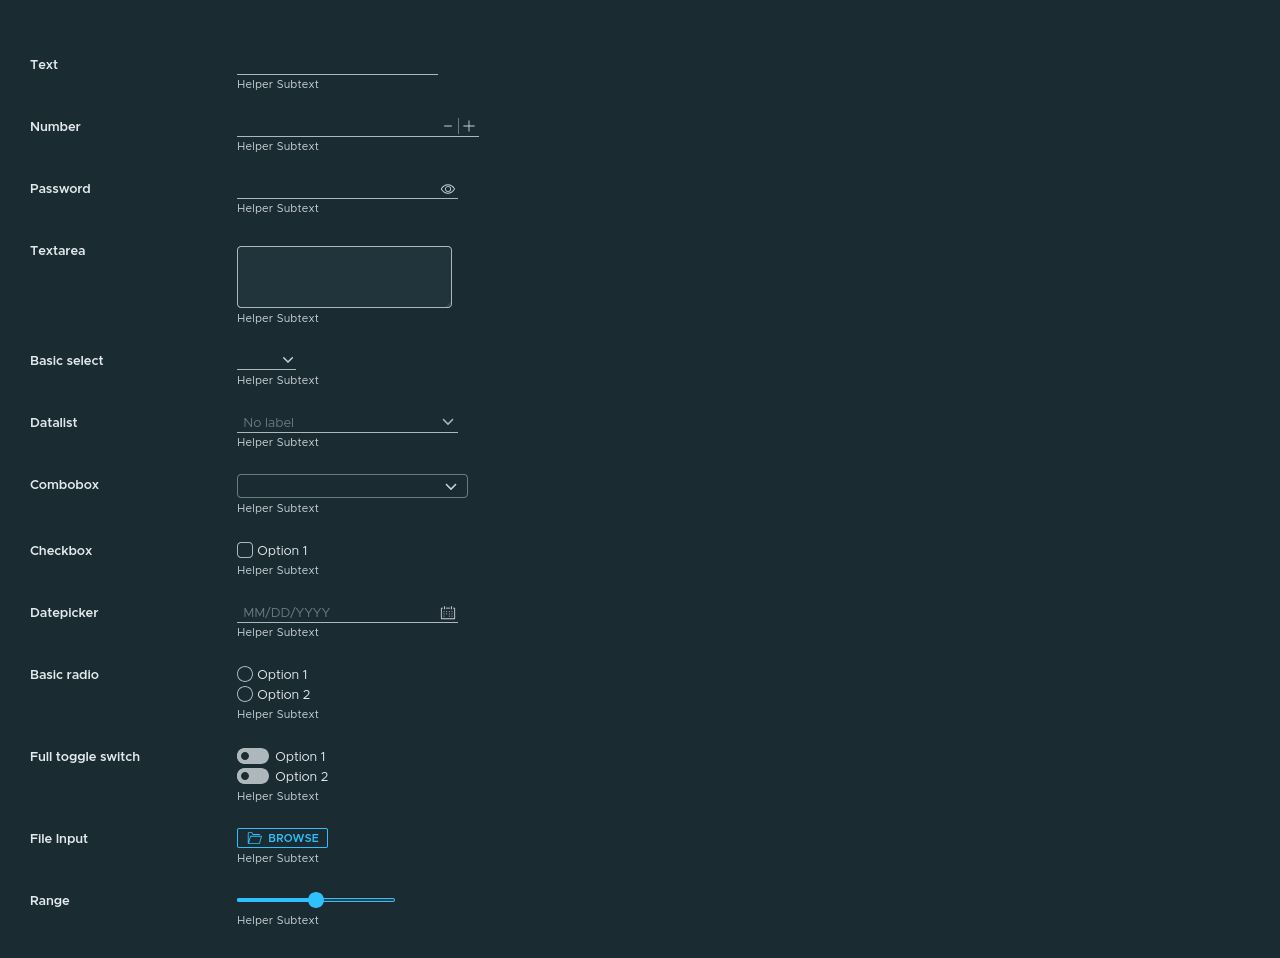 Text
Helper Subtext
Number
Helper Subtext
Password
Helper Subtext
Textarea
Helper Subtext
Basic select
Helper Subtext
Datalist
No label
Helper Subtext
Combobox
Helper Subtext
Checkbox
Option 1
Helper Subtext
Datepicker
MM/DD/YYYY
Helper Subtext
Basic radio
Option 1
Option 2
Helper Subtext
Full toggle switch
Option 1
Option 2
Helper Subtext
File Input
BROWSE
Helper Subtext
Range
Helper Subtext